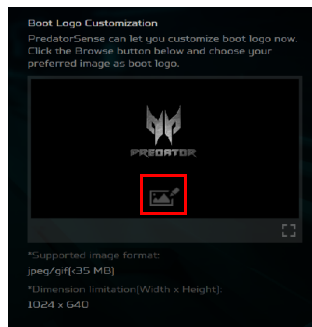 Boot Logo Customization
PredatorSense can let you customize boot logo now.
Click the Browse button below and choose your
preferred image as boot logo.
PREDATOR
*Supported image format:
jpeg/gif(<35 MB)
*Dimension limitation(Width x Height):
1024 x 640